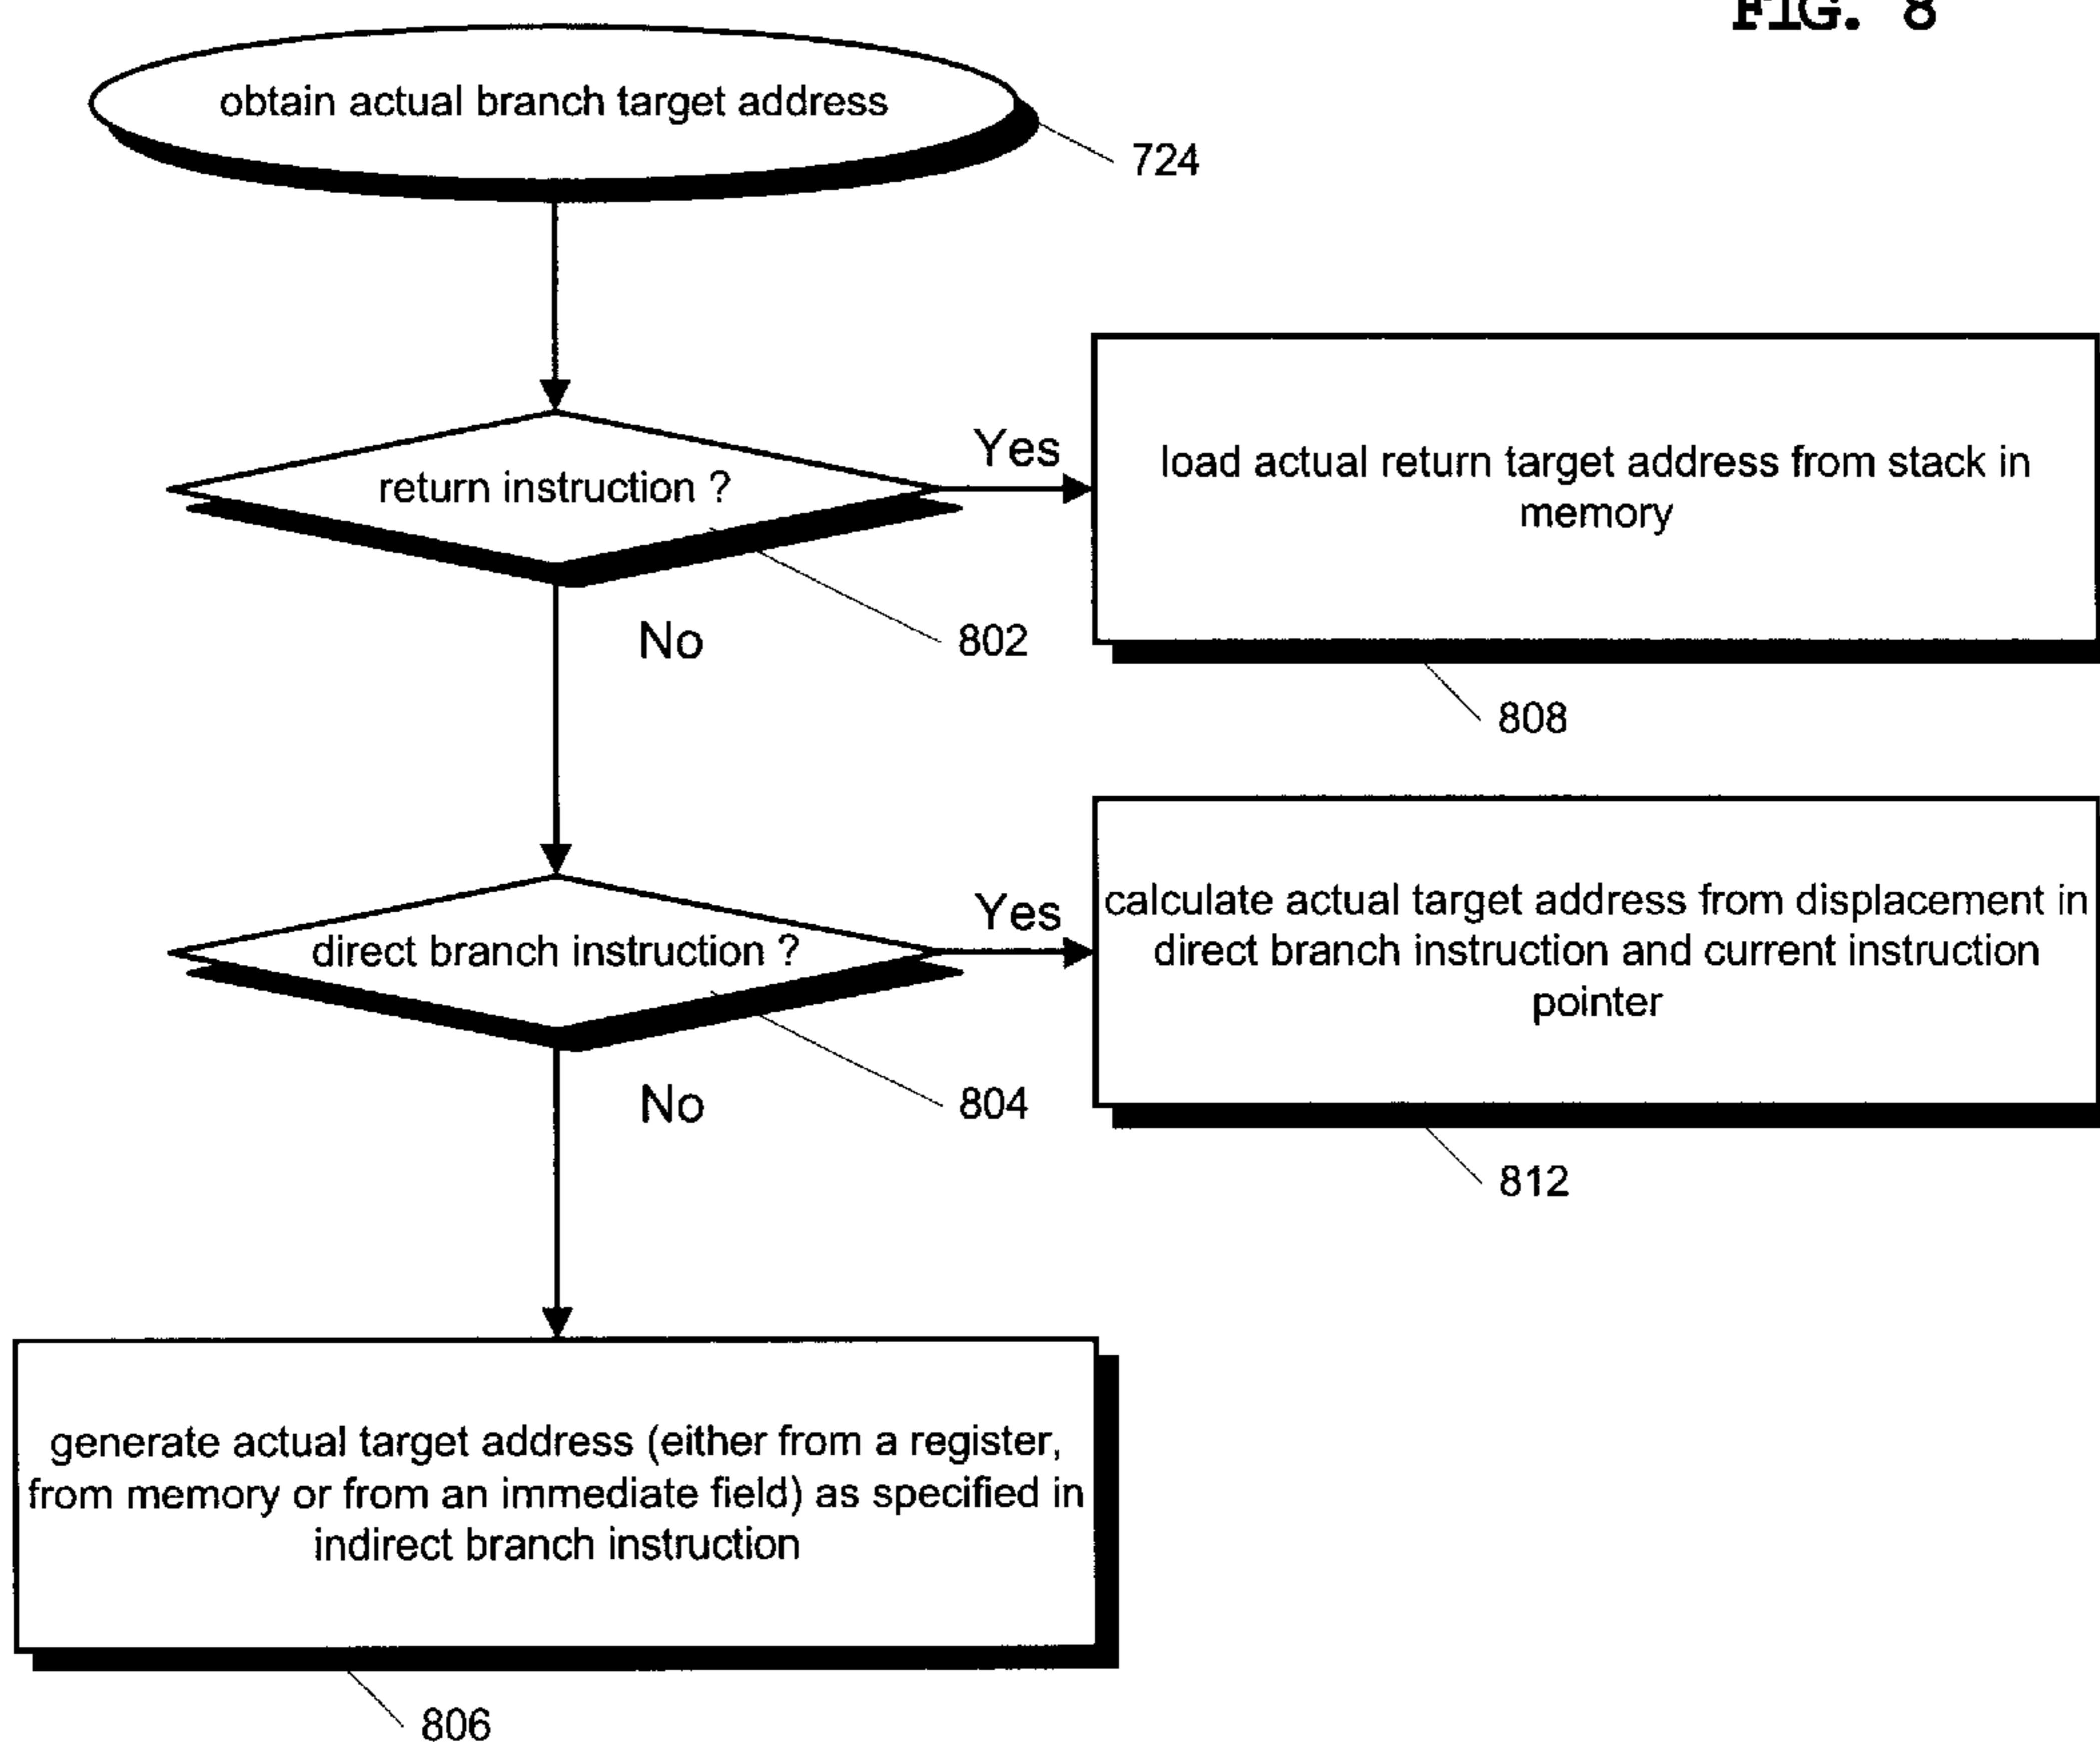 FIG. 8
obtain actual branch target address
724
return instruction ?
Yes
load actual return target address from stack in
memory
No
802
808
direct branch instruction ?
Yes
calculate actual target address from displacement in
direct branch instruction and current instruction
pointer
No
804
812
generate actual target address (either from a register,
from memory or from an immediate field) as specified in
indirect branch instruction
806